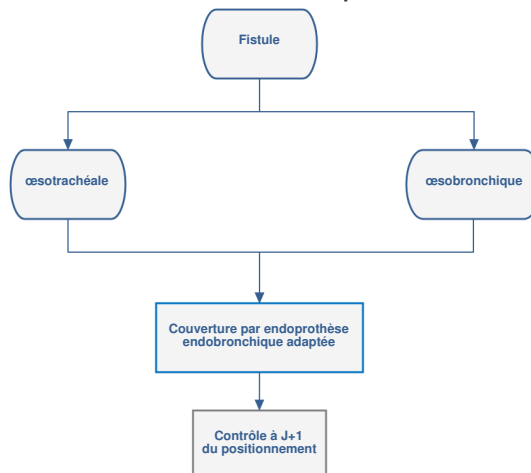 Fistule
œsotrachéale
œsobronchique
Couverture par endoprothèse
endobronchique adaptée
Contrôle à J+1
du positionnement